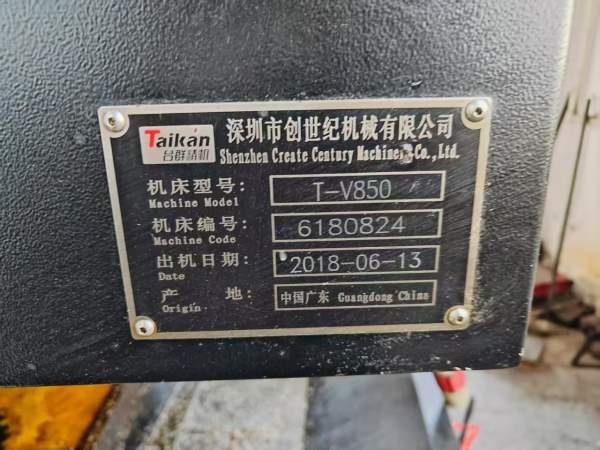 Taikan
台群精机
深圳市创世纪机械有限公司
Shenzhen Create Century Machinery Co., Ltd.
机床型号: T-V850
Machine Model
机床编号: 6180824
Machine Code
出机日期: 2018-06-13
Date
产 地: 中国广东 Guangdong China
Origin